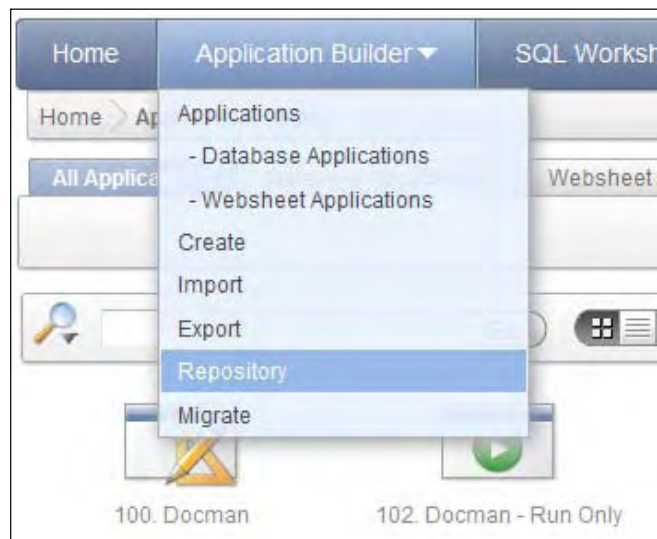 Home Application Builder SQL Worksh
Home Ap
Applications
- Database Applications
All Applica
Websheet
- Websheet Applications
Create
Import
Export
Repository
Migrate
100. Docman
102. Docman - Run Only